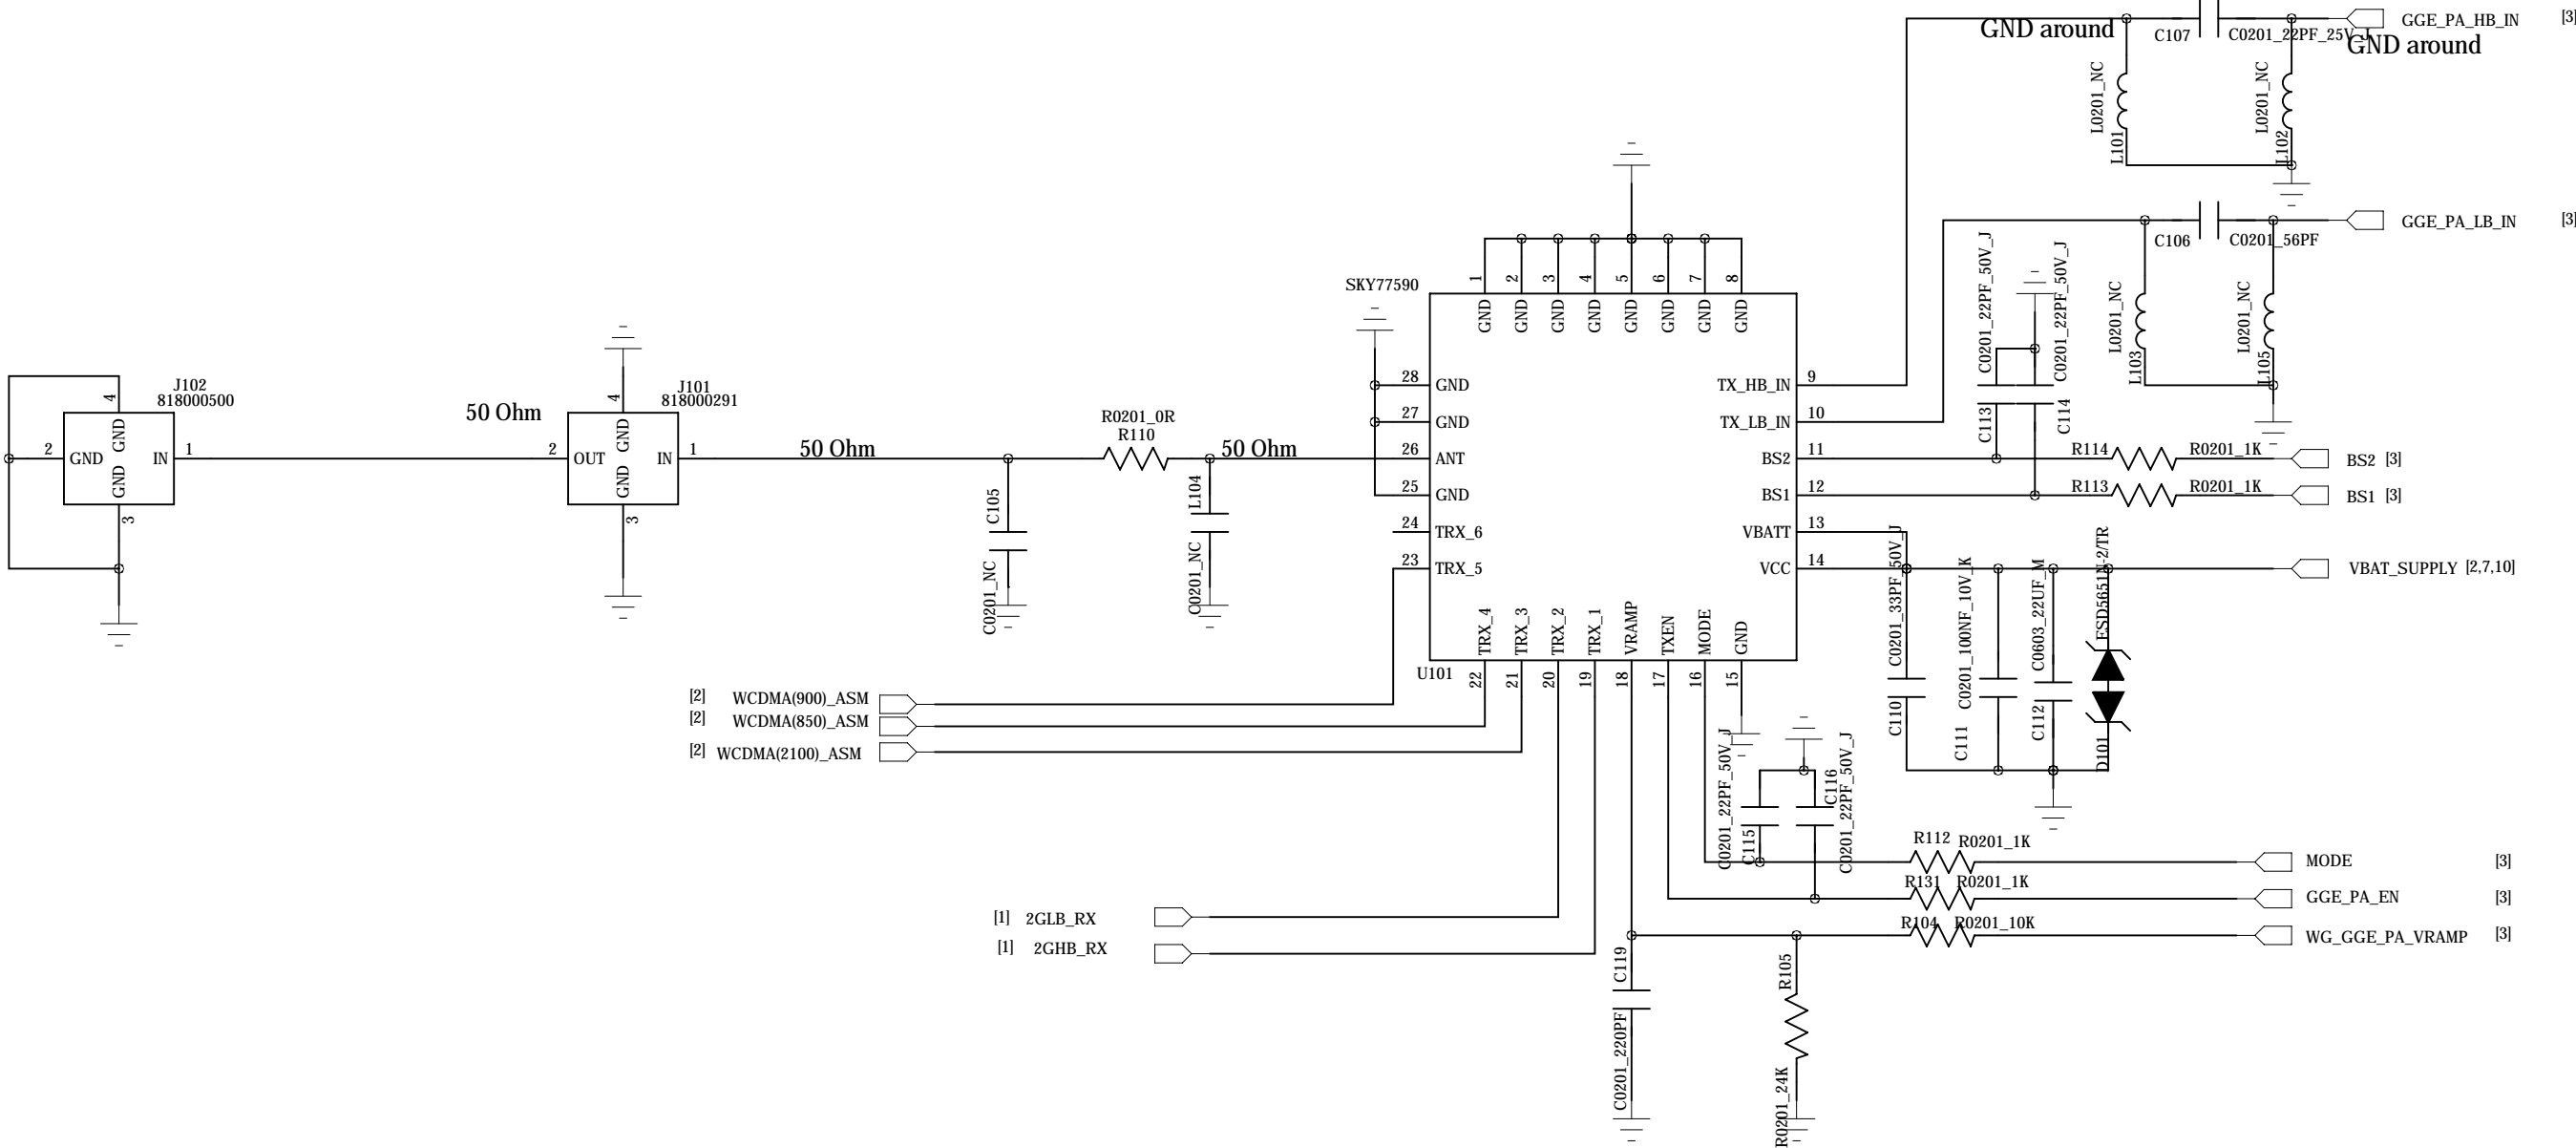 GGE_PA_HB_IN [3]
GND around
C107
C0201_22PF_25V_J
GND around
L0201_NC
L101
L0201_NC
L102
GGE_PA_LB_IN [3]
C106
C0201_56PF
L0201_NC
L103
L0201_NC
L105
C0201_22PF_50V_J
C0201_22PF_50V_J
C113
C114
SKY77590
1 2 3 4 5 6 7 8
GND GND GND GND GND GND GND GND
J102
818000500
4
GND
2 GND IN 1
GND
3
50 Ohm
J101
818000291
4
GND
2 OUT IN 1
GND
3
50 Ohm
R0201_0R
R110
50 Ohm
C105
C0201_NC
L104
C0201_NC
28 GND
27 GND
26 ANT
25 GND
24 TRX_6
23 TRX_5
TX_HB_IN 9
TX_LB_IN 10
BS2 11
BS1 12
VBATT 13
VCC 14
R114 R0201_1K BS2 [3]
R113 R0201_1K BS1 [3]
VBAT_SUPPLY [2,7,10]
TRX_4 TRX_3 TRX_2 TRX_1 VRAMP TXEN MODE GND
U101
22 21 20 19 18 17 16 15
C0201_33PF_50V_J
C110
C0201_100NF_10V_K
C111
C0603_22UF_M
C112
ESD5651N-2/TR
D101
[2] WCDMA(900)_ASM
[2] WCDMA(850)_ASM
[2] WCDMA(2100)_ASM
C0201_22PF_50V_J
C115
C116
C0201_22PF_50V_J
R112 R0201_1K MODE [3]
R131 R0201_1K GGE_PA_EN [3]
R104 R0201_10K WG_GGE_PA_VRAMP [3]
[1] 2GLB_RX
[1] 2GHB_RX
C119
C0201_220PF
R105
R0201_24K